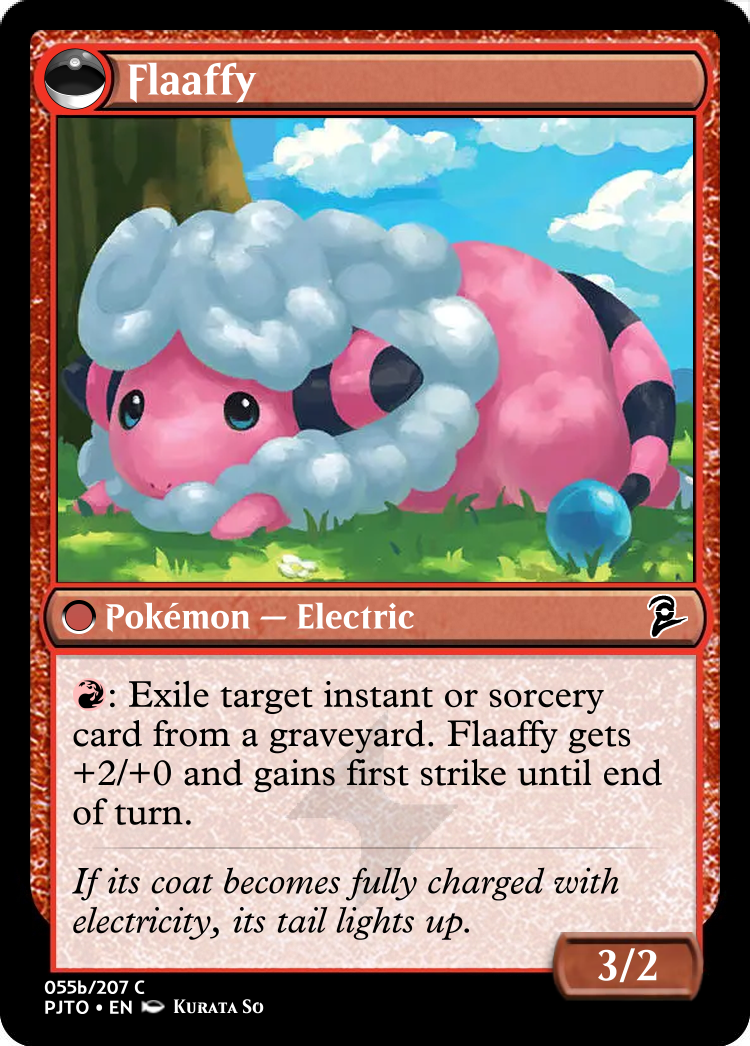 Flaaffy
Pokémon — Electric
: Exile target instant or sorcery
card from a graveyard. Flaaffy gets
+2/+0 and gains first strike until end
of turn.
If its coat becomes fully charged with
electricity, its tail lights up.
3/2
055b/207 C
PJTO • EN Kurata So